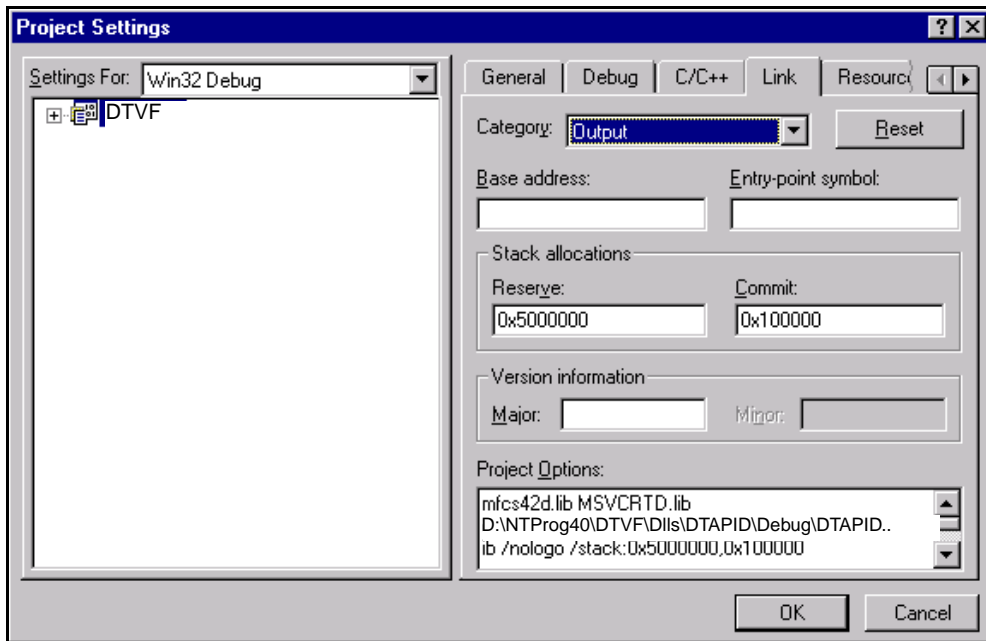 Project Settings
Settings For: Win32 Debug
DTVF
General Debug C/C++ Link Resourc
Category: Output Reset
Base address: Entry-point symbol:
Stack allocations
Reserve: Commit:
0x5000000 0x100000
Version information
Major: Minor:
Project Options:
mfcs42d.lib MSVCRTD.lib
D:\NTProg40\DTVF\Dlls\DTAPID\Debug\DTAPID..
ib /nologo /stack:0x5000000,0x100000
OK Cancel